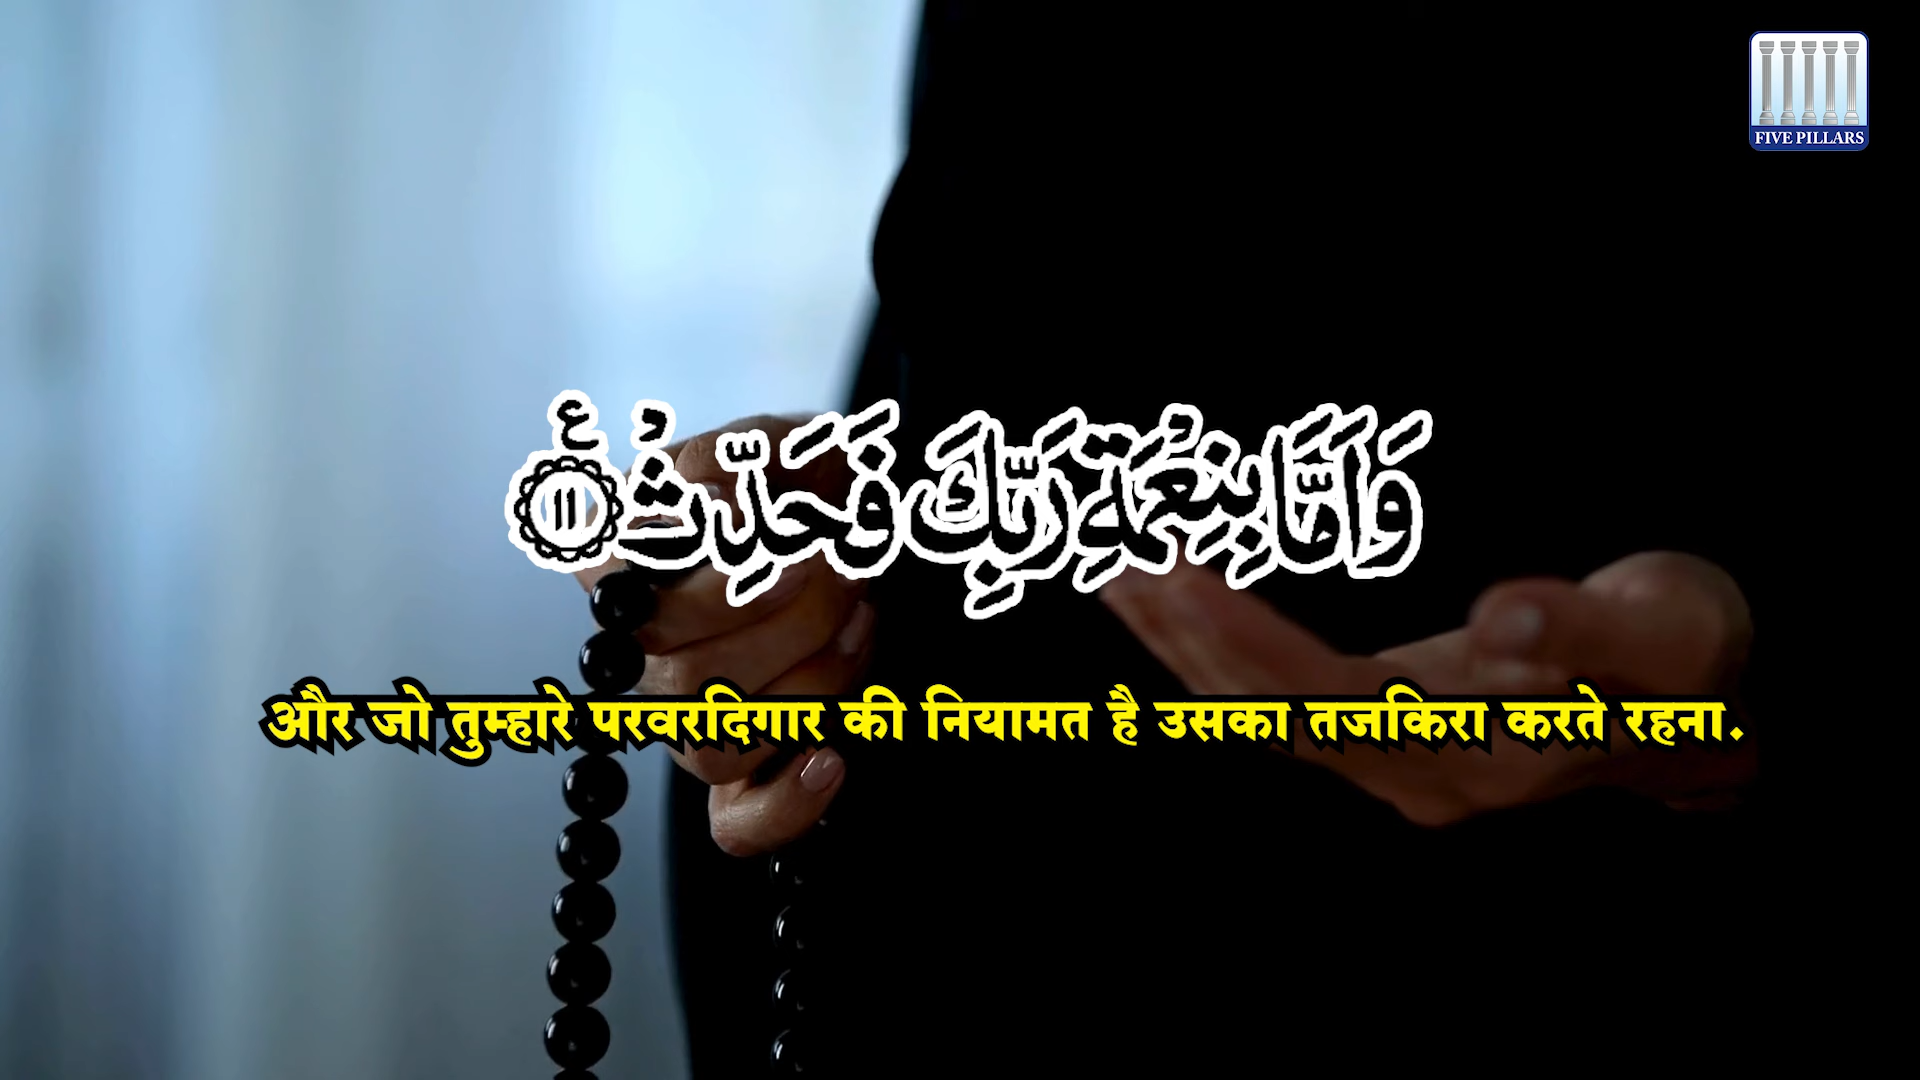 FIVE PILLARS
وَاَمَّا بِنِعْمَةِ رَبِّكَ فَحَدِّثْ ۧ ١١
और जो तुम्हारे परवरदिगार की नियामत है उसका तजकिरा करते रहना.